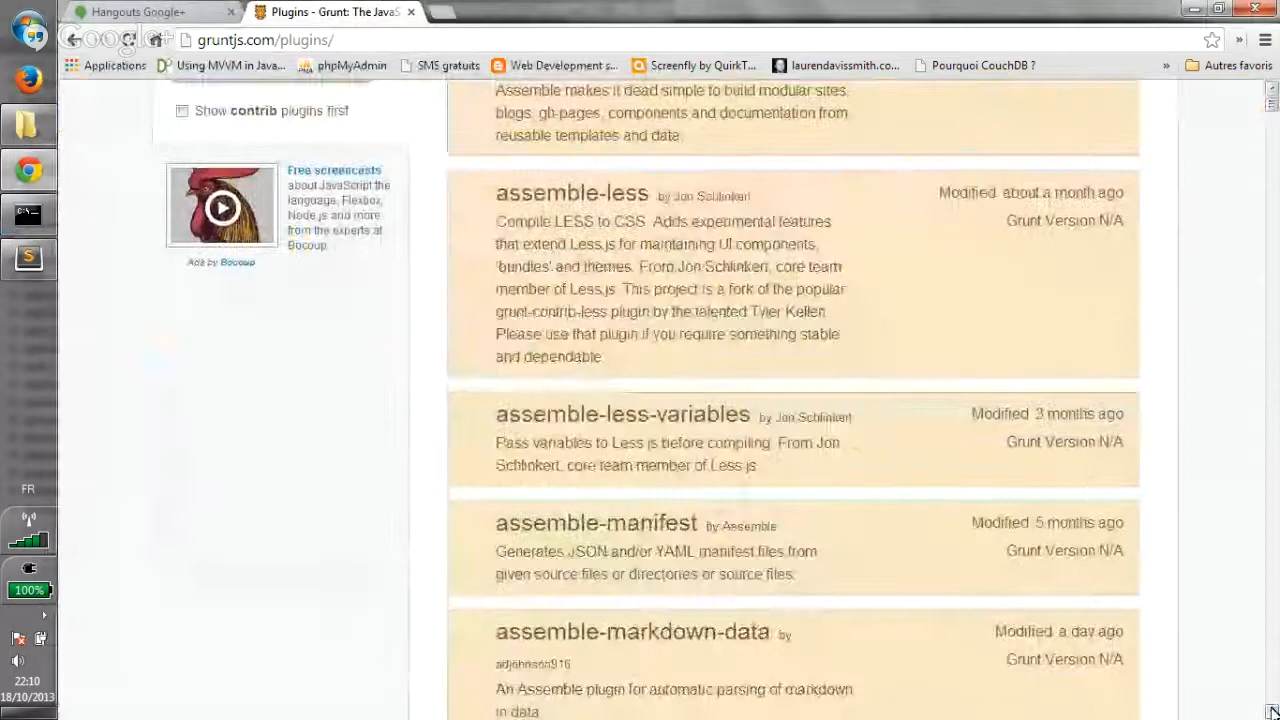 Hangouts Google+
Plugins - Grunt: The JavaS
Google+
gruntjs.com/plugins/
Applications
Using MVVM in Java...
phpMyAdmin
SMS gratuits
Web Development s...
Screenfly by QuirkT...
laurendavissmith.co...
Pourquoi CouchDB ?
»
Autres favoris
Show contrib plugins first
Free screencasts
about JavaScript the
language, Flexbox,
Node.js and more
from the experts at
Bocoup.
Ads by Bocoup
Assemble makes it dead simple to build modular sites,
blogs, gh-pages, components and documentation from
reusable templates and data.
assemble-less by Jon Schlinkert
Modified about a month ago
Grunt Version N/A
Compile LESS to CSS. Adds experimental features
that extend Less.js for maintaining UI components,
'bundles' and themes. From Jon Schlinkert, core team
member of Less.js. This project is a fork of the popular
grunt-contrib-less plugin by the talented Tyler Kellen.
Please use that plugin if you require something stable
and dependable.
assemble-less-variables by Jon Schlinkert
Modified 3 months ago
Grunt Version N/A
Pass variables to Less.js before compiling. From Jon
Schlinkert, core team member of Less.js
assemble-manifest by Assemble
Modified 5 months ago
Grunt Version N/A
Generates JSON and/or YAML manifest files from
given source files or directories or source files.
assemble-markdown-data by
adjohnson916
Modified a day ago
Grunt Version N/A
An Assemble plugin for automatic parsing of markdown
in data.
C:\
S
FR
100%
22:10
18/10/2013